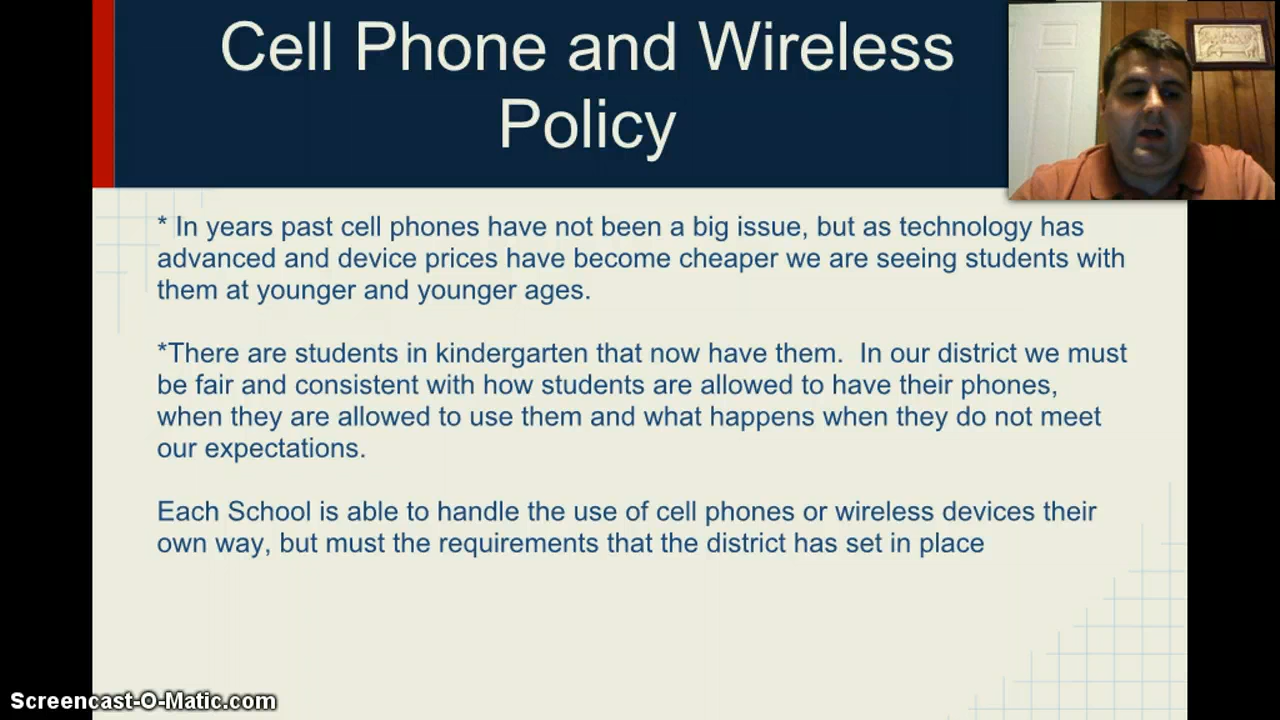 Cell Phone and Wireless
Policy
* In years past cell phones have not been a big issue, but as technology has
advanced and device prices have become cheaper we are seeing students with
them at younger and younger ages.
*There are students in kindergarten that now have them.  In our district we must
be fair and consistent with how students are allowed to have their phones,
when they are allowed to use them and what happens when they do not meet
our expectations.
Each School is able to handle the use of cell phones or wireless devices their
own way, but must the requirements that the district has set in place
Screencast-O-Matic.com